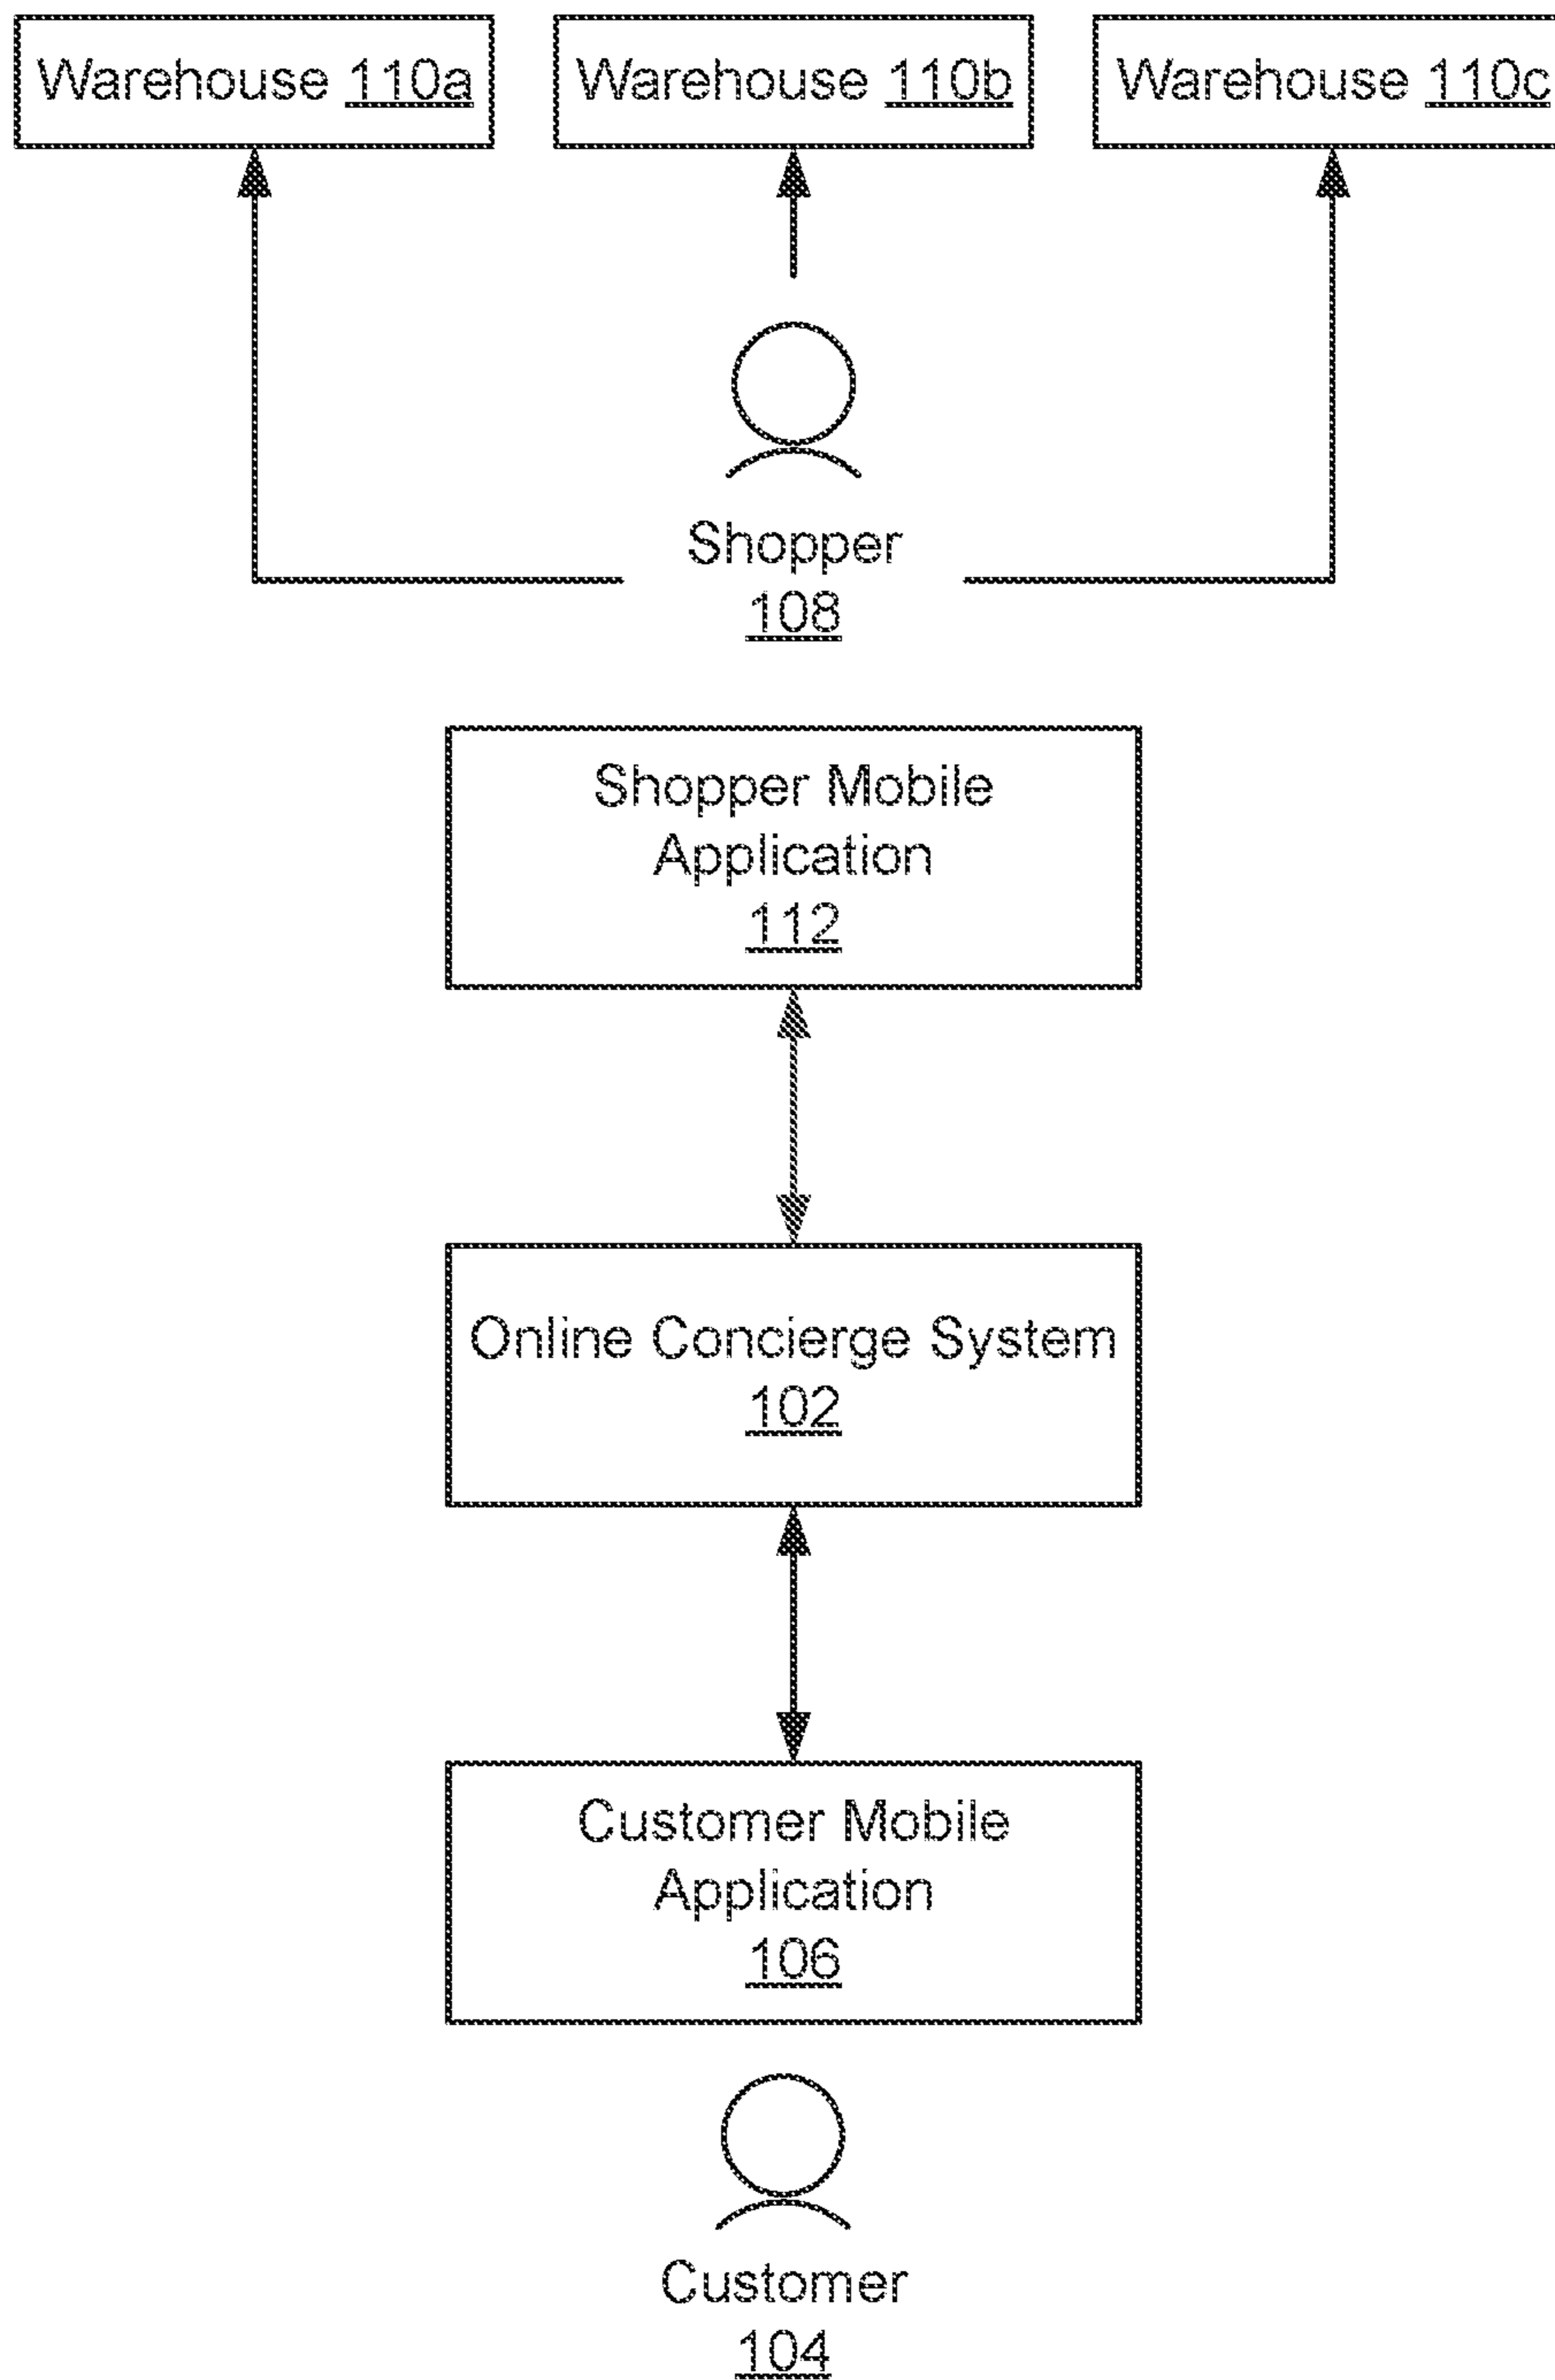 Warehouse 110a
Warehouse 110b
Warehouse 110c
Shopper
108
Shopper Mobile
Application
112
Online Concierge System
102
Customer Mobile
Application
106
Customer
104